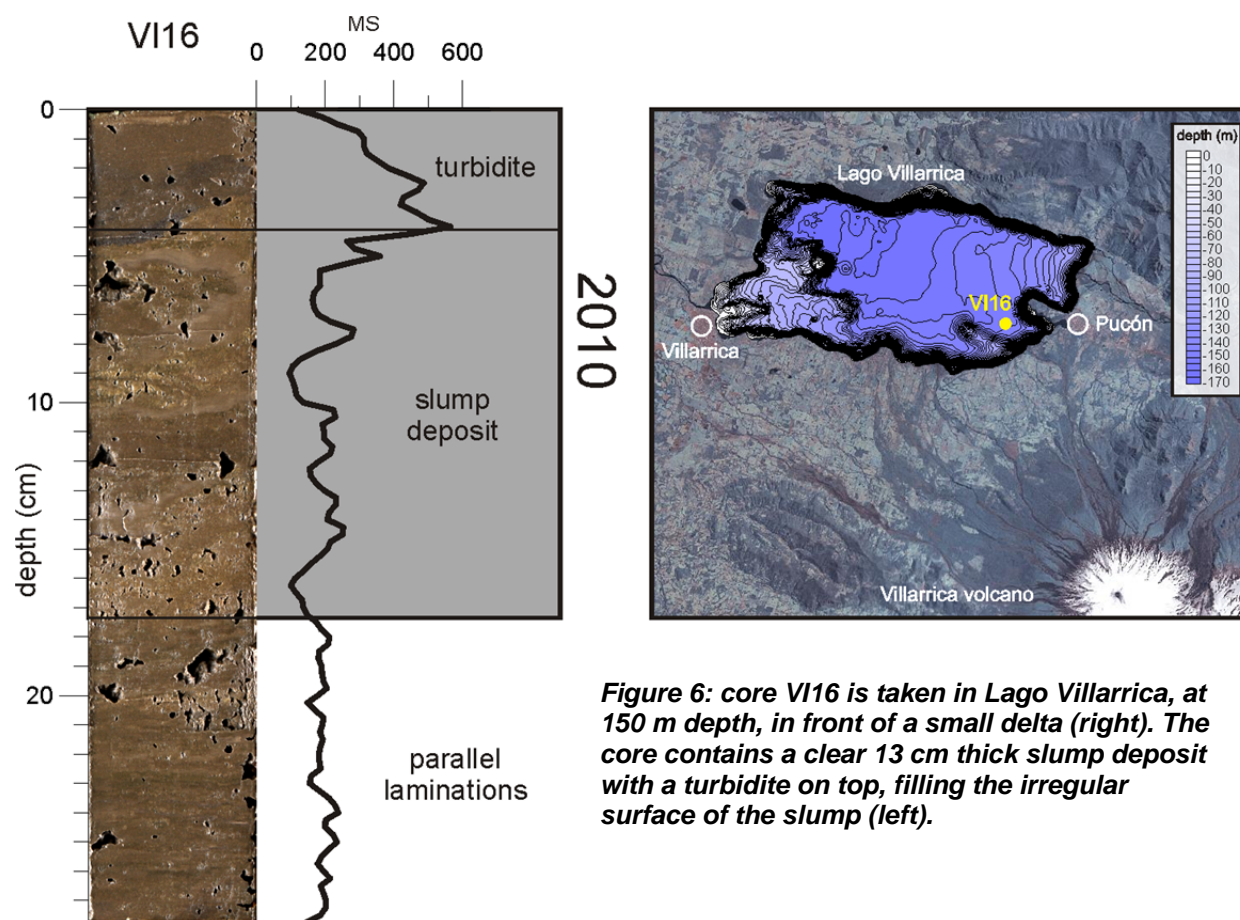 VI16
MS
0 200 400 600
0
turbidite
10
slump
deposit
2010
depth (cm)
20
parallel
laminations
depth (m)
0
-10
-20
-30
-40
-50
-60
-70
-80
-90
-100
-110
-120
-130
-140
-150
-160
-170
Lago Villarrica
VI16
Pucón
Villarrica
Villarrica volcano
Figure 6: core VI16 is taken in Lago Villarrica, at
150 m depth, in front of a small delta (right). The
core contains a clear 13 cm thick slump deposit
with a turbidite on top, filling the irregular
surface of the slump (left).